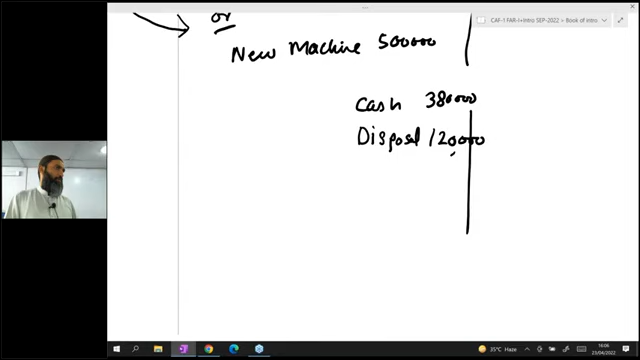 CAF-1 FAR-I+Intro SEP-2022 > Book of Intro
or
New Machine 500000
Cash 380000
Disposal 120000
35°C Haze
16:06
23/04/2022